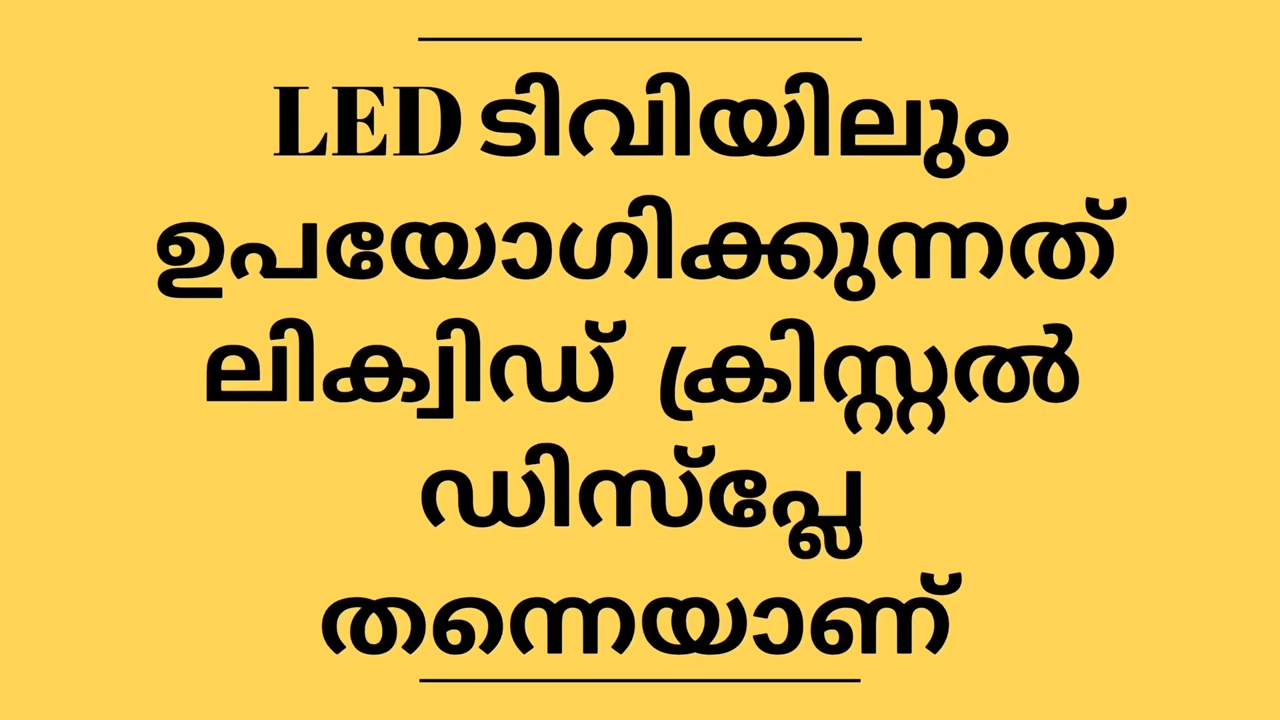 LED ടിവിയിലും
ഉപയോഗിക്കുന്നത്
ലിക്വിഡ് ക്രിസ്റ്റൽ
ഡിസ്പ്ലേ
തന്നെയാണ്